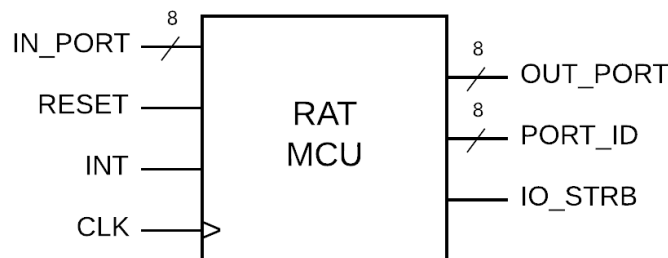 IN_PORT
8
RESET
INT
CLK
RAT
MCU
8
OUT_PORT
8
PORT_ID
IO_STRB